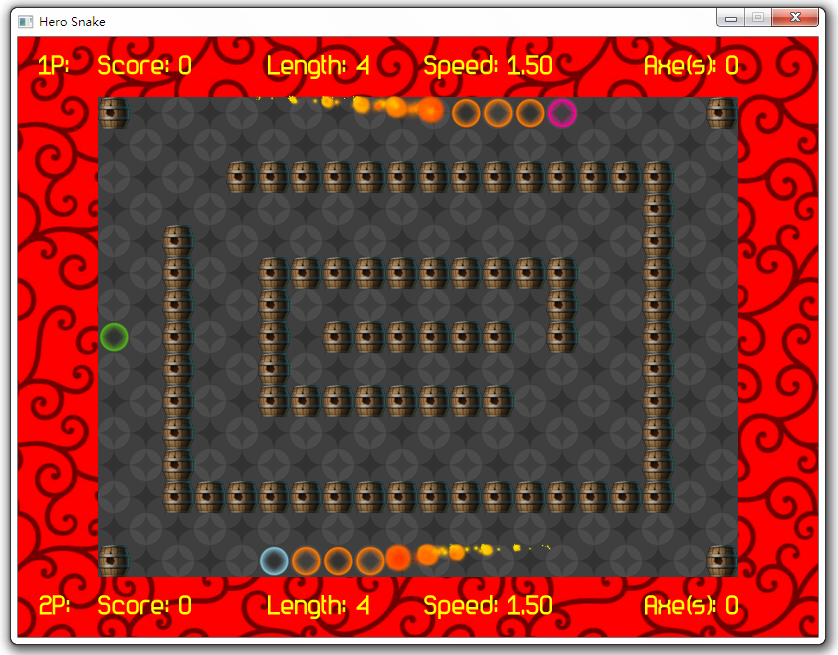 Hero Snake
1P: Score: 0 Length: 4 Speed: 1.50 Axe(s): 0
2P: Score: 0 Length: 4 Speed: 1.50 Axe(s): 0